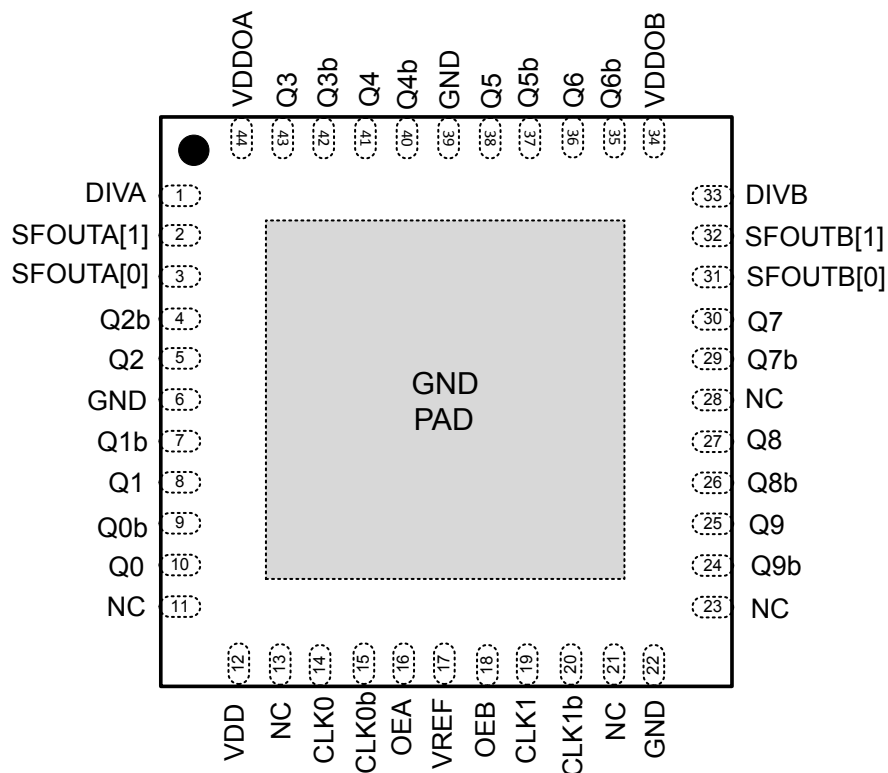 VDDOA
Q3
Q3b
Q4
Q4b
GND
Q5
Q5b
Q6
Q6b
VDDOB
44
43
42
41
40
39
38
37
36
35
34
DIVA 1
SFOUTA[1] 2
SFOUTA[0] 3
Q2b 4
Q2 5
GND 6
Q1b 7
Q1 8
Q0b 9
Q0 10
NC 11
GND
PAD
33 DIVB
32 SFOUTB[1]
31 SFOUTB[0]
30 Q7
29 Q7b
28 NC
27 Q8
26 Q8b
25 Q9
24 Q9b
23 NC
12
13
14
15
16
17
18
19
20
21
22
VDD
NC
CLK0
CLK0b
OEA
VREF
OEB
CLK1
CLK1b
NC
GND